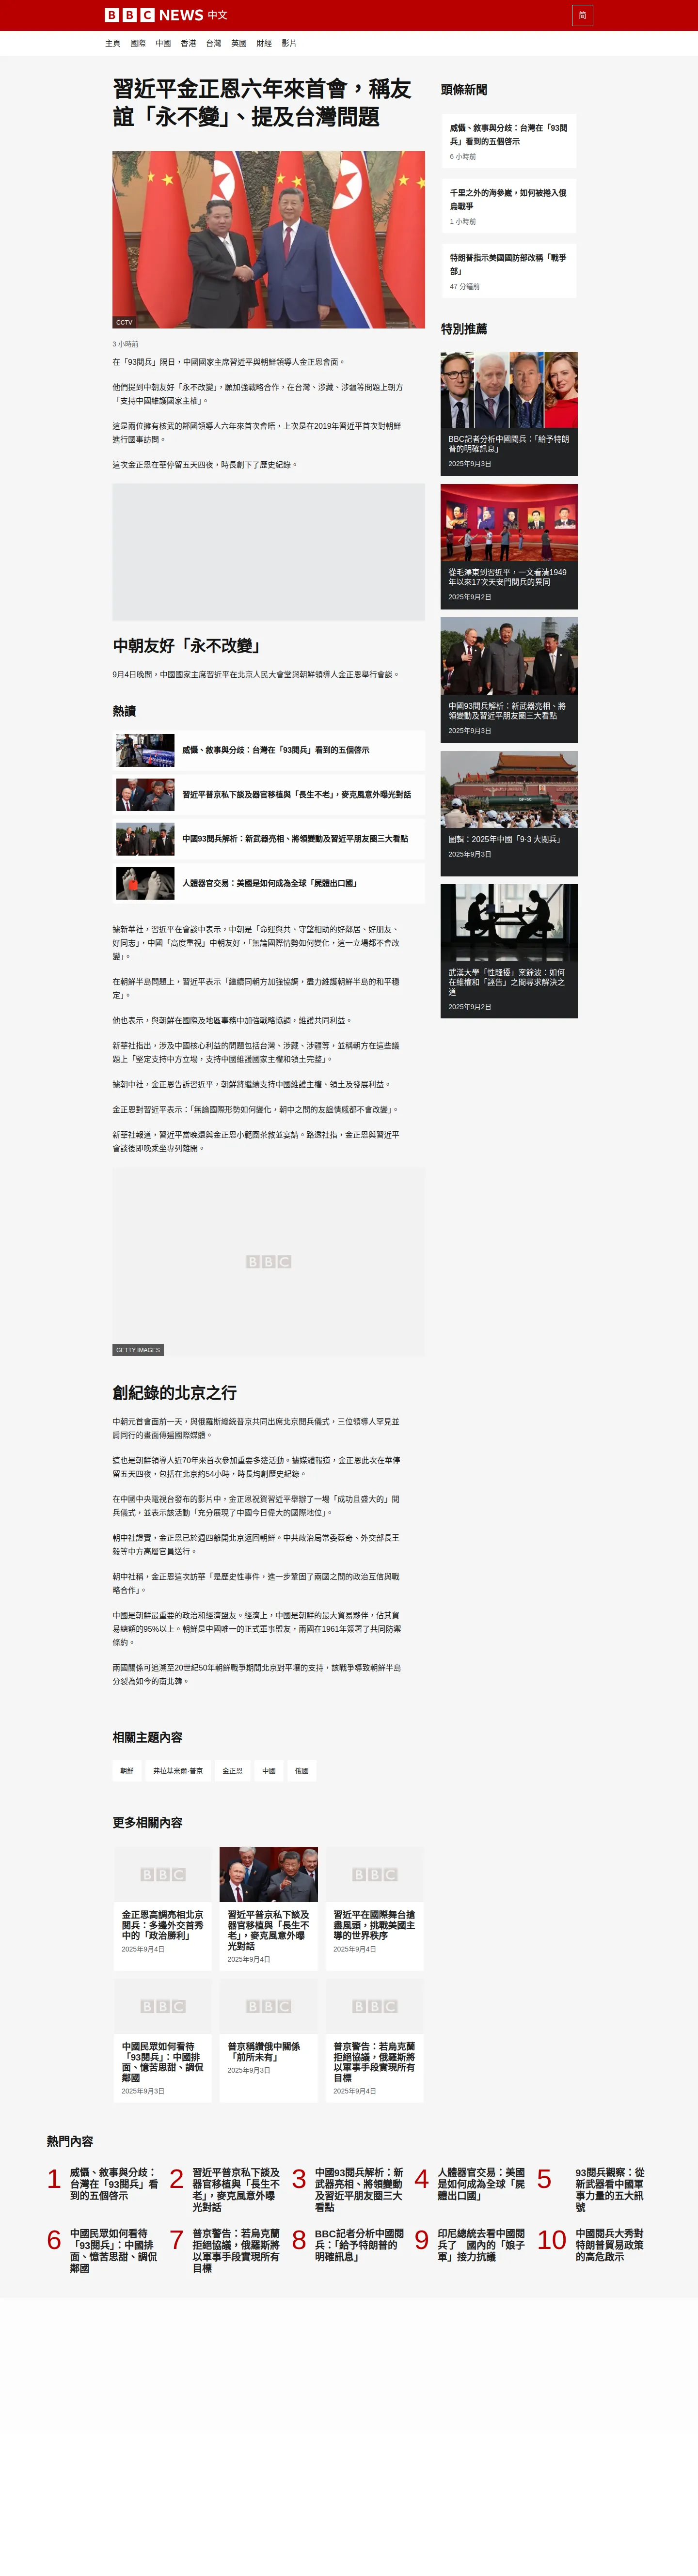 BBC NEWS 中文
简
主頁 國際 中國 香港 台灣 英國 財經 影片
習近平金正恩六年來首會，稱友
誼「永不變」、提及台灣問題
CCTV
3 小時前
在「93閱兵」隔日，中國國家主席習近平與朝鮮領導人金正恩會面。
他們提到中朝友好「永不改變」，願加強戰略合作，在台灣、涉藏、涉疆等問題上朝方
「支持中國維護國家主權」。
這是兩位擁有核武的鄰國領導人六年來首次會晤，上次是在2019年習近平首次對朝鮮
進行國事訪問。
這次金正恩在華停留五天四夜，時長創下了歷史紀錄。
中朝友好「永不改變」
9月4日晚間，中國國家主席習近平在北京人民大會堂與朝鮮領導人金正恩舉行會談。
熱讀
威懾、敘事與分歧：台灣在「93閱兵」看到的五個啓示
習近平普京私下談及器官移植與「長生不老」，麥克風意外曝光對話
中國93閱兵解析：新武器亮相、將領變動及習近平朋友圈三大看點
人體器官交易：美國是如何成為全球「屍體出口國」
據新華社，習近平在會談中表示，中朝是「命運與共、守望相助的好鄰居、好朋友、
好同志」，中國「高度重視」中朝友好，「無論國際情勢如何變化，這一立場都不會改
變」。
在朝鮮半島問題上，習近平表示「繼續同朝方加強協調，盡力維護朝鮮半島的和平穩
定」。
他也表示，與朝鮮在國際及地區事務中加強戰略協調，維護共同利益。
新華社指出，涉及中國核心利益的問題包括台灣、涉藏、涉疆等，並稱朝方在這些議
題上「堅定支持中方立場，支持中國維護國家主權和領土完整」。
據朝中社，金正恩告訴習近平，朝鮮將繼續支持中國維護主權、領土及發展利益。
金正恩對習近平表示：「無論國際形勢如何變化，朝中之間的友誼情感都不會改變」。
新華社報道，習近平當晚還與金正恩小範圍茶敘並宴請。路透社指，金正恩與習近平
會談後即晚乘坐專列離開。
BBC
GETTY IMAGES
創紀錄的北京之行
中朝元首會面前一天，與俄羅斯總統普京共同出席北京閱兵儀式，三位領導人罕見並
肩同行的畫面傳遍國際媒體。
這也是朝鮮領導人近70年來首次參加重要多邊活動。據媒體報道，金正恩此次在華停
留五天四夜，包括在北京約54小時，時長均創歷史紀錄。
在中國中央電視台發布的影片中，金正恩祝賀習近平舉辦了一場「成功且盛大的」閱
兵儀式，並表示該活動「充分展現了中國今日偉大的國際地位」。
朝中社證實，金正恩已於週四離開北京返回朝鮮。中共政治局常委蔡奇、外交部長王
毅等中方高層官員送行。
朝中社稱，金正恩這次訪華「是歷史性事件，進一步鞏固了兩國之間的政治互信與戰
略合作」。
中國是朝鮮最重要的政治和經濟盟友。經濟上，中國是朝鮮的最大貿易夥伴，佔其貿
易總額的95%以上。朝鮮是中國唯一的正式軍事盟友，兩國在1961年簽署了共同防禦
條約。
兩國關係可追溯至20世紀50年朝鮮戰爭期間北京對平壤的支持，該戰爭導致朝鮮半島
分裂為如今的南北韓。
相關主題內容
朝鮮 弗拉基米爾·普京 金正恩 中國 俄國
更多相關內容
BBC
金正恩高調亮相北京
閱兵：多邊外交首秀
中的「政治勝利」
2025年9月4日
習近平普京私下談及
器官移植與「長生不
老」，麥克風意外曝
光對話
2025年9月4日
BBC
習近平在國際舞台搶
盡風頭，挑戰美國主
導的世界秩序
2025年9月4日
BBC
中國民眾如何看待
「93閱兵」：中國排
面、憶苦思甜、調侃
鄰國
2025年9月3日
BBC
普京稱讚俄中關係
「前所未有」
2025年9月3日
BBC
普京警告：若烏克蘭
拒絕協議，俄羅斯將
以軍事手段實現所有
目標
2025年9月4日
頭條新聞
威懾、敘事與分歧：台灣在「93閱
兵」看到的五個啓示
6 小時前
千里之外的海參崴，如何被捲入俄
烏戰爭
1 小時前
特朗普指示美國國防部改稱「戰爭
部」
47 分鐘前
特別推薦
BBC記者分析中國閱兵：「給予特朗
普的明確訊息」
2025年9月3日
從毛澤東到習近平，一文看清1949
年以來17次天安門閱兵的異同
2025年9月2日
中國93閱兵解析：新武器亮相、將
領變動及習近平朋友圈三大看點
2025年9月3日
圖輯：2025年中國「9·3 大閱兵」
2025年9月3日
武漢大學「性騷擾」案餘波：如何
在維權和「誣告」之間尋求解決之
道
2025年9月2日
熱門內容
1
威懾、敘事與分歧：
台灣在「93閱兵」看
到的五個啓示
2
習近平普京私下談及
器官移植與「長生不
老」，麥克風意外曝
光對話
3
中國93閱兵解析：新
武器亮相、將領變動
及習近平朋友圈三大
看點
4
人體器官交易：美國
是如何成為全球「屍
體出口國」
5
93閱兵觀察：從
新武器看中國軍
事力量的五大訊
號
6
中國民眾如何看待
「93閱兵」：中國排
面、憶苦思甜、調侃
鄰國
7
普京警告：若烏克蘭
拒絕協議，俄羅斯將
以軍事手段實現所有
目標
8
BBC記者分析中國閱
兵：「給予特朗普的
明確訊息」
9
印尼總統去看中國閱
兵了　國內的「娘子
軍」接力抗議
10
中國閱兵大秀對
特朗普貿易政策
的高危啟示